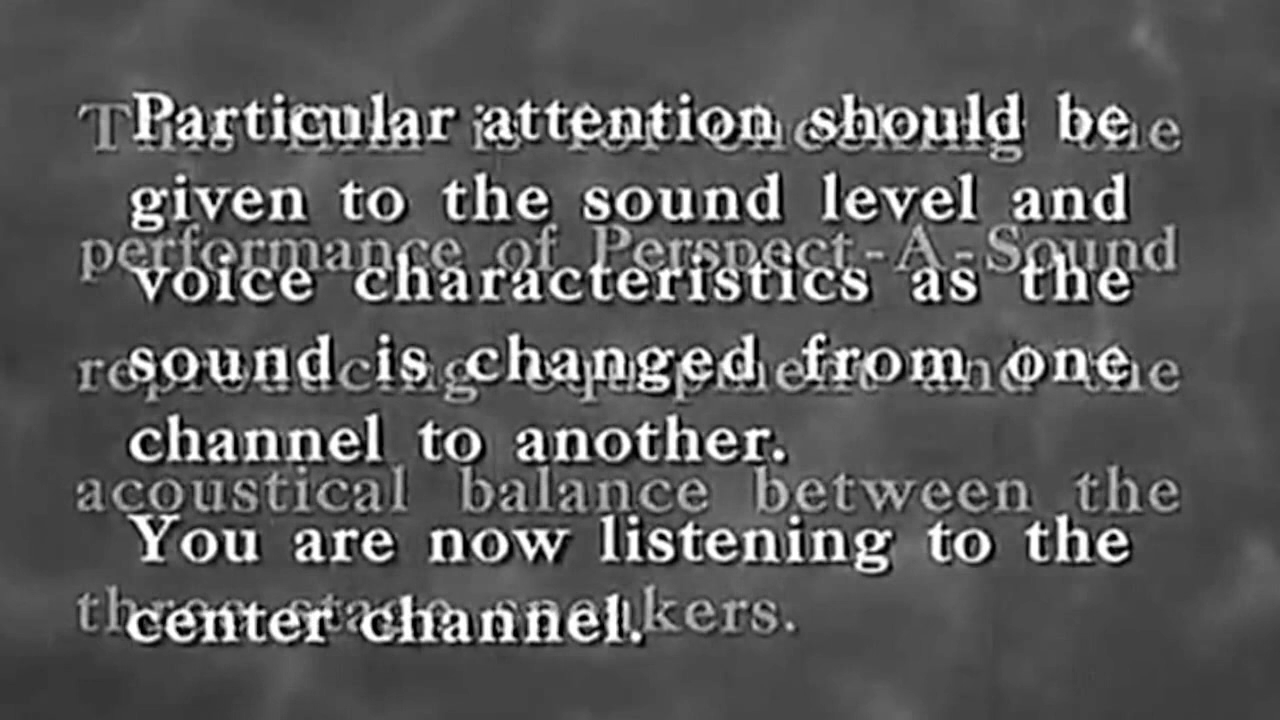 Particular attention should be
given to the sound level and
voice characteristics as the
sound is changed from one
channel to another.
You are now listening to the
center channel.
This film is for checking the
performance of Perspect-A-Sound
reproducing equipment and the
acoustical balance between the
three stage speakers.